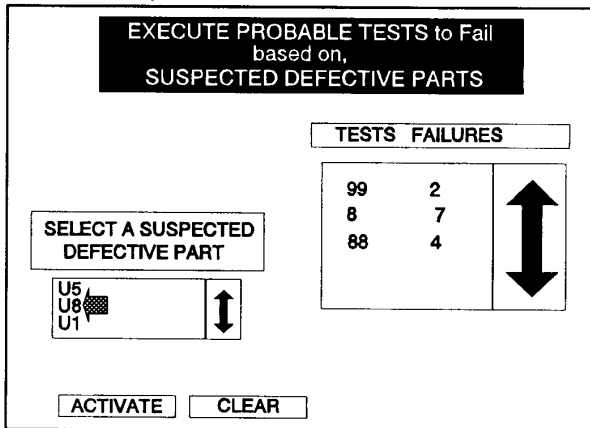 EXECUTE PROBABLE TESTS to Fail
based on,
SUSPECTED DEFECTIVE PARTS
TESTS FAILURES
99 2
8 7
88 4
SELECT A SUSPECTED
DEFECTIVE PART
U5
U8
U1
ACTIVATE
CLEAR